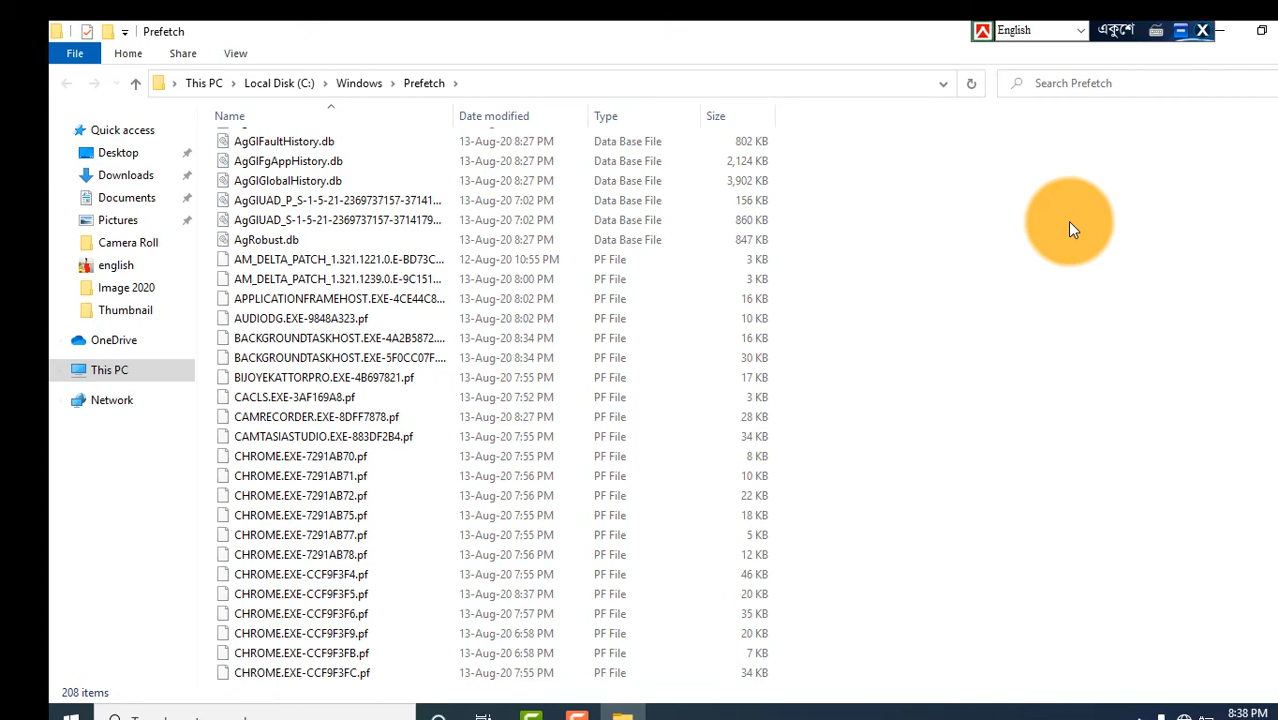 Prefetch
English
একুশে
X
File Home Share View
This PC Local Disk (C:) Windows Prefetch
Search Prefetch
Name Date modified Type Size
Quick access
Desktop
Downloads
Documents
Pictures
Camera Roll
english
Image 2020
Thumbnail
OneDrive
This PC
Network
AgGlFaultHistory.db 13-Aug-20 8:27 PM Data Base File 802 KB
AgGlFgAppHistory.db 13-Aug-20 8:27 PM Data Base File 2,124 KB
AgGlGlobalHistory.db 13-Aug-20 8:27 PM Data Base File 3,902 KB
AgGlUAD_P_S-1-5-21-2369737157-37141... 13-Aug-20 7:02 PM Data Base File 156 KB
AgGlUAD_S-1-5-21-2369737157-3714179... 13-Aug-20 7:02 PM Data Base File 860 KB
AgRobust.db 13-Aug-20 8:27 PM Data Base File 847 KB
AM_DELTA_PATCH_1.321.1221.0.E-BD73C... 12-Aug-20 10:55 PM PF File 3 KB
AM_DELTA_PATCH_1.321.1239.0.E-9C151... 13-Aug-20 8:00 PM PF File 3 KB
APPLICATIONFRAMEHOST.EXE-4CE44C8... 13-Aug-20 8:02 PM PF File 16 KB
AUDIODG.EXE-9848A323.pf 13-Aug-20 8:02 PM PF File 10 KB
BACKGROUNDTASKHOST.EXE-4A2B5872.... 13-Aug-20 8:34 PM PF File 16 KB
BACKGROUNDTASKHOST.EXE-5F0CC07F.... 13-Aug-20 8:34 PM PF File 30 KB
BIJOYEKATTORPRO.EXE-4B697821.pf 13-Aug-20 7:55 PM PF File 17 KB
CACLS.EXE-3AF169A8.pf 13-Aug-20 7:52 PM PF File 3 KB
CAMRECORDER.EXE-8DFF7878.pf 13-Aug-20 8:27 PM PF File 28 KB
CAMTASIASTUDIO.EXE-883DF2B4.pf 13-Aug-20 7:55 PM PF File 34 KB
CHROME.EXE-7291AB70.pf 13-Aug-20 7:55 PM PF File 8 KB
CHROME.EXE-7291AB71.pf 13-Aug-20 7:56 PM PF File 10 KB
CHROME.EXE-7291AB72.pf 13-Aug-20 7:56 PM PF File 22 KB
CHROME.EXE-7291AB75.pf 13-Aug-20 7:55 PM PF File 18 KB
CHROME.EXE-7291AB77.pf 13-Aug-20 7:55 PM PF File 5 KB
CHROME.EXE-7291AB78.pf 13-Aug-20 7:56 PM PF File 12 KB
CHROME.EXE-CCF9F3F4.pf 13-Aug-20 7:55 PM PF File 46 KB
CHROME.EXE-CCF9F3F5.pf 13-Aug-20 8:37 PM PF File 20 KB
CHROME.EXE-CCF9F3F6.pf 13-Aug-20 7:57 PM PF File 35 KB
CHROME.EXE-CCF9F3F9.pf 13-Aug-20 6:58 PM PF File 20 KB
CHROME.EXE-CCF9F3FB.pf 13-Aug-20 6:58 PM PF File 7 KB
CHROME.EXE-CCF9F3FC.pf 13-Aug-20 7:55 PM PF File 34 KB
208 items
8:38 PM